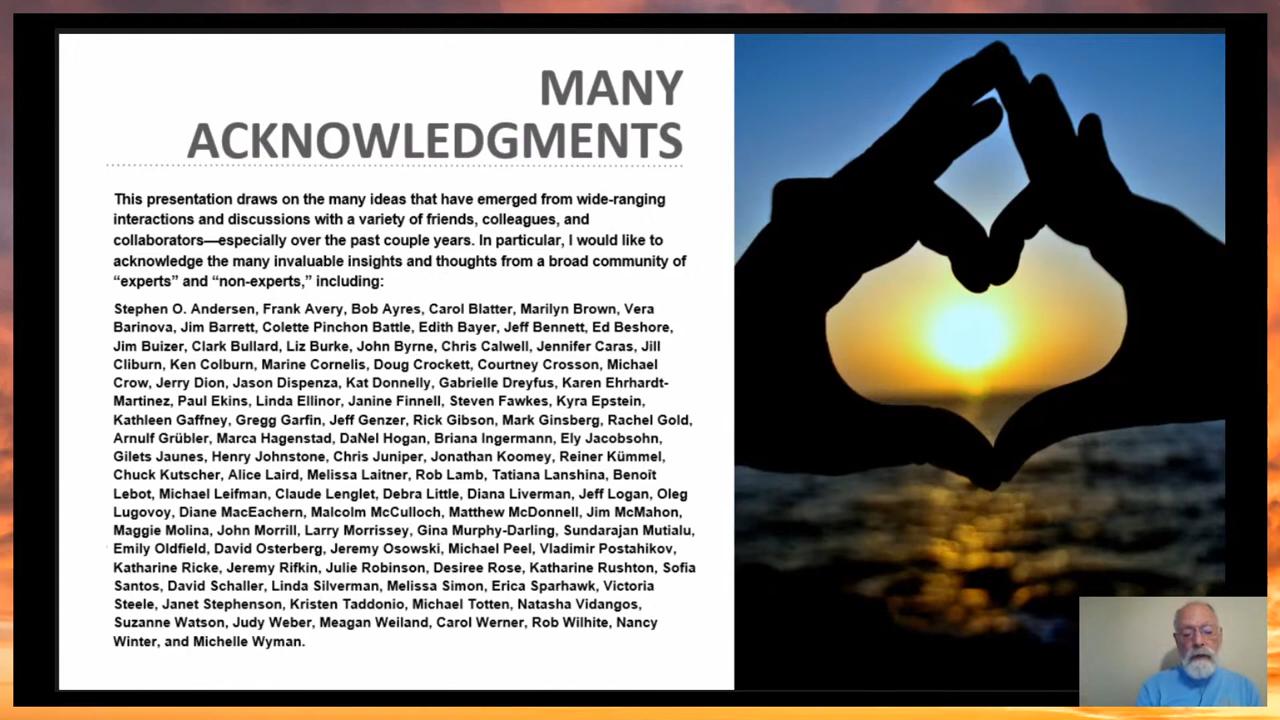 MANY
ACKNOWLEDGMENTS
This presentation draws on the many ideas that have emerged from wide-ranging
interactions and discussions with a variety of friends, colleagues, and
collaborators—especially over the past couple years. In particular, I would like to
acknowledge the many invaluable insights and thoughts from a broad community of
“experts” and “non-experts,” including:
Stephen O. Andersen, Frank Avery, Bob Ayres, Carol Blatter, Marilyn Brown, Vera
Barinova, Jim Barrett, Colette Pinchon Battle, Edith Bayer, Jeff Bennett, Ed Beshore,
Jim Buizer, Clark Bullard, Liz Burke, John Byrne, Chris Calwell, Jennifer Caras, Jill
Cliburn, Ken Colburn, Marine Cornelis, Doug Crockett, Courtney Crosson, Michael
Crow, Jerry Dion, Jason Dispenza, Kat Donnelly, Gabrielle Dreyfus, Karen Ehrhardt-
Martinez, Paul Ekins, Linda Ellinor, Janine Finnell, Steven Fawkes, Kyra Epstein,
Kathleen Gaffney, Gregg Garfin, Jeff Genzer, Rick Gibson, Mark Ginsberg, Rachel Gold,
Arnulf Grübler, Marca Hagenstad, DaNel Hogan, Briana Ingermann, Ely Jacobsohn,
Gilets Jaunes, Henry Johnstone, Chris Juniper, Jonathan Koomey, Reiner Kümmel,
Chuck Kutscher, Alice Laird, Melissa Laitner, Rob Lamb, Tatiana Lanshina, Benoït
Lebot, Michael Leifman, Claude Lenglet, Debra Little, Diana Liverman, Jeff Logan, Oleg
Lugovoy, Diane MacEachern, Malcolm McCulloch, Matthew McDonnell, Jim McMahon,
Maggie Molina, John Morrill, Larry Morrissey, Gina Murphy-Darling, Sundarajan Mutialu,
Emily Oldfield, David Osterberg, Jeremy Osowski, Michael Peel, Vladimir Postahikov,
Katharine Ricke, Jeremy Rifkin, Julie Robinson, Desiree Rose, Katharine Rushton, Sofia
Santos, David Schaller, Linda Silverman, Melissa Simon, Erica Sparhawk, Victoria
Steele, Janet Stephenson, Kristen Taddonio, Michael Totten, Natasha Vidangos,
Suzanne Watson, Judy Weber, Meagan Weiland, Carol Werner, Rob Wilhite, Nancy
Winter, and Michelle Wyman.